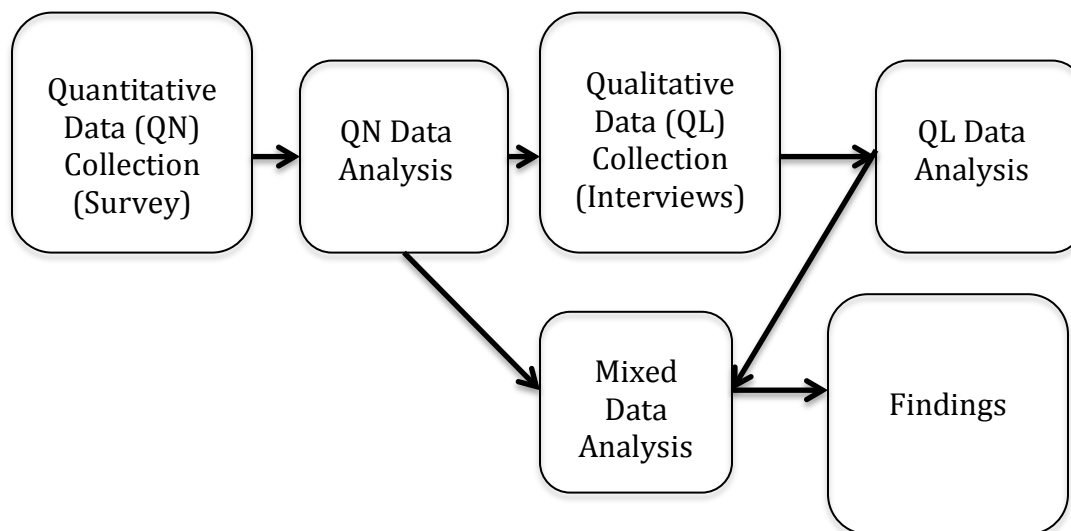 Quantitative
Data (QN)
Collection
(Survey)
QN Data
Analysis
Qualitative
Data (QL)
Collection
(Interviews)
QL Data
Analysis
Mixed
Data
Analysis
Findings